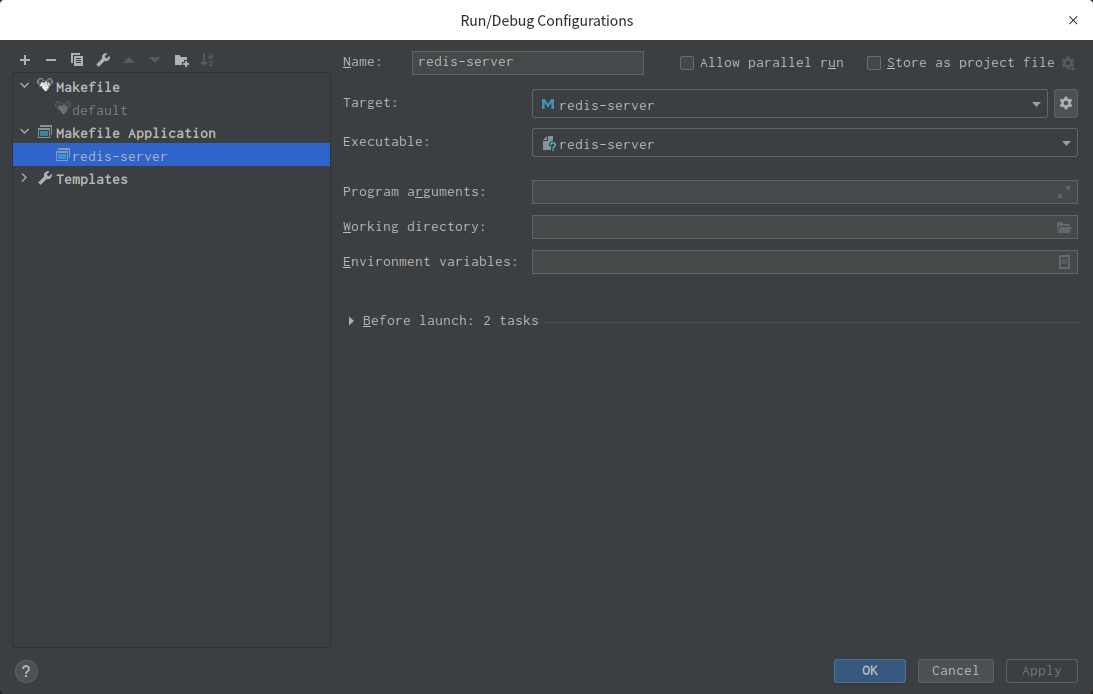 Run/Debug Configurations
Makefile
default
Makefile Application
redis-server
Templates
Name: redis-server Allow parallel run Store as project file
Target: redis-server
Executable: redis-server
Program arguments:
Working directory:
Environment variables:
Before launch: 2 tasks
? OK Cancel Apply